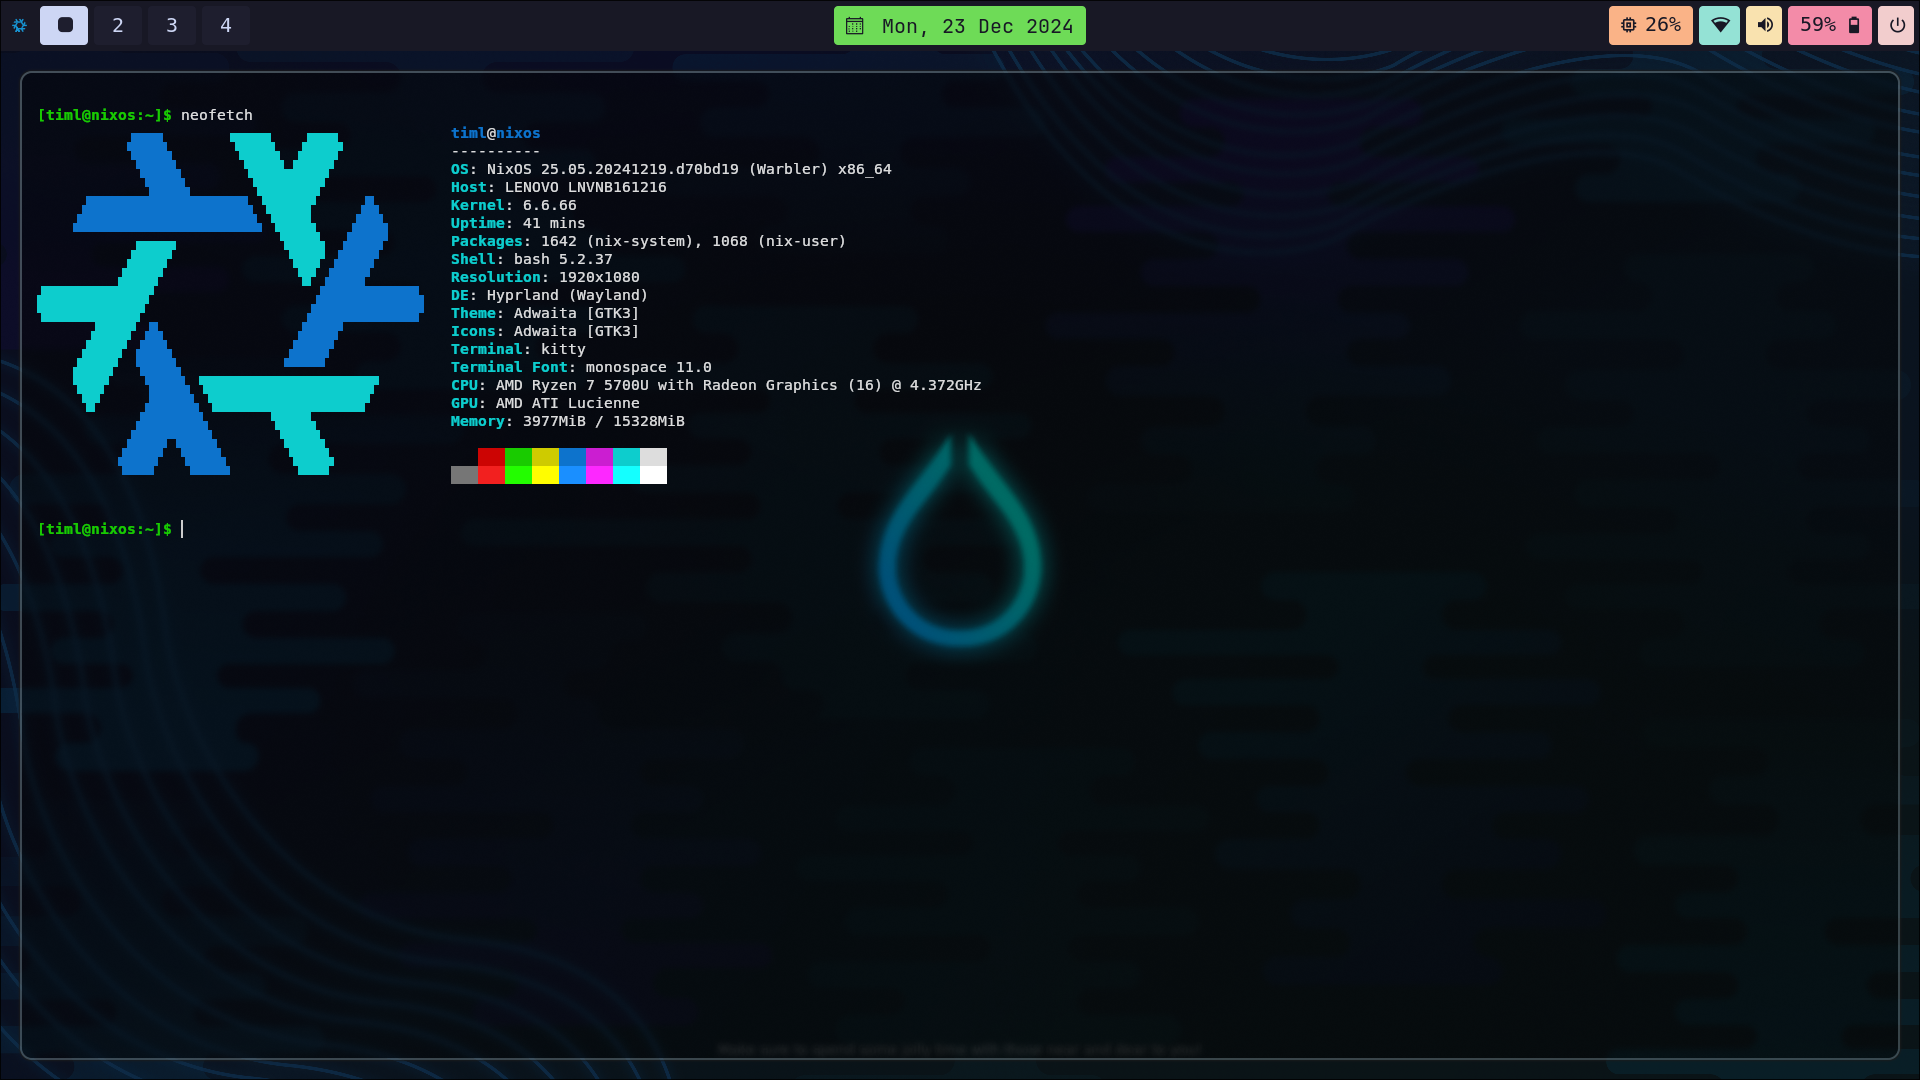 2 3 4
Mon, 23 Dec 2024
26%
59%
[timl@nixos:~]$ neofetch
timl@nixos
----------
OS: NixOS 25.05.20241219.d70bd19 (Warbler) x86_64
Host: LENOVO LNVNB161216
Kernel: 6.6.66
Uptime: 41 mins
Packages: 1642 (nix-system), 1068 (nix-user)
Shell: bash 5.2.37
Resolution: 1920x1080
DE: Hyprland (Wayland)
Theme: Adwaita [GTK3]
Icons: Adwaita [GTK3]
Terminal: kitty
Terminal Font: monospace 11.0
CPU: AMD Ryzen 7 5700U with Radeon Graphics (16) @ 4.372GHz
GPU: AMD ATI Lucienne
Memory: 3977MiB / 15328MiB
[timl@nixos:~]$